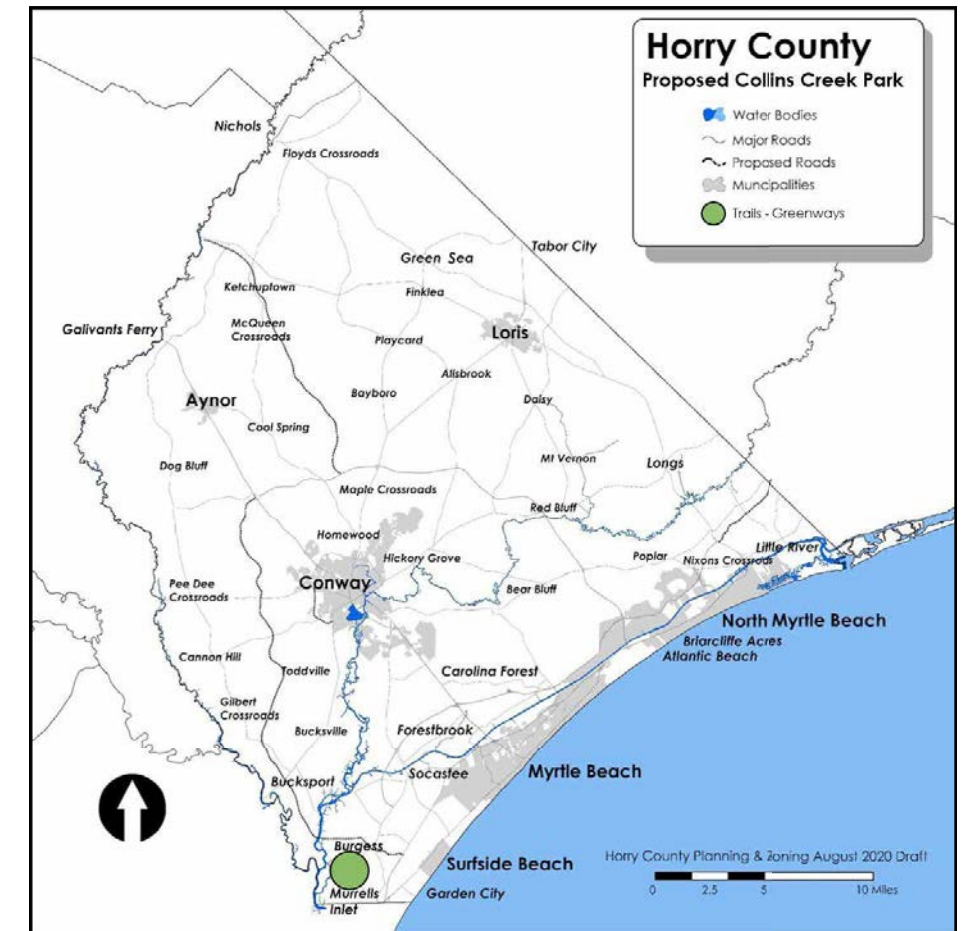 Horry County
Proposed Collins Creek Park
Water Bodies
Major Roads
Proposed Roads
Muncipalities
Trails - Greenways
Nichols
Floyds Crossroads
Tabor City
Green Sea
Ketchuptown
Finklea
Galivants Ferry
McQueen
Crossroads
Playcard
Loris
Allsbrook
Aynor
Bayboro
Daisy
Cool Spring
Dog Bluff
Mt Vernon
Longs
Maple Crossroads
Red Bluff
Homewood
Hickory Grove
Poplar
Nixons Crossroads
Little River
Conway
Pee Dee
Crossroads
Bear Bluff
North Myrtle Beach
Briarcliffe Acres
Atlantic Beach
Cannon Hill
Toddville
Carolina Forest
Gilbert
Crossroads
Bucksville
Forestbrook
Bucksport
Socastee
Myrtle Beach
Burgess
Surfside Beach
Murrells
Inlet
Garden City
Horry County Planning & Zoning August 2020 Draft
0 2.5 5 10 Miles